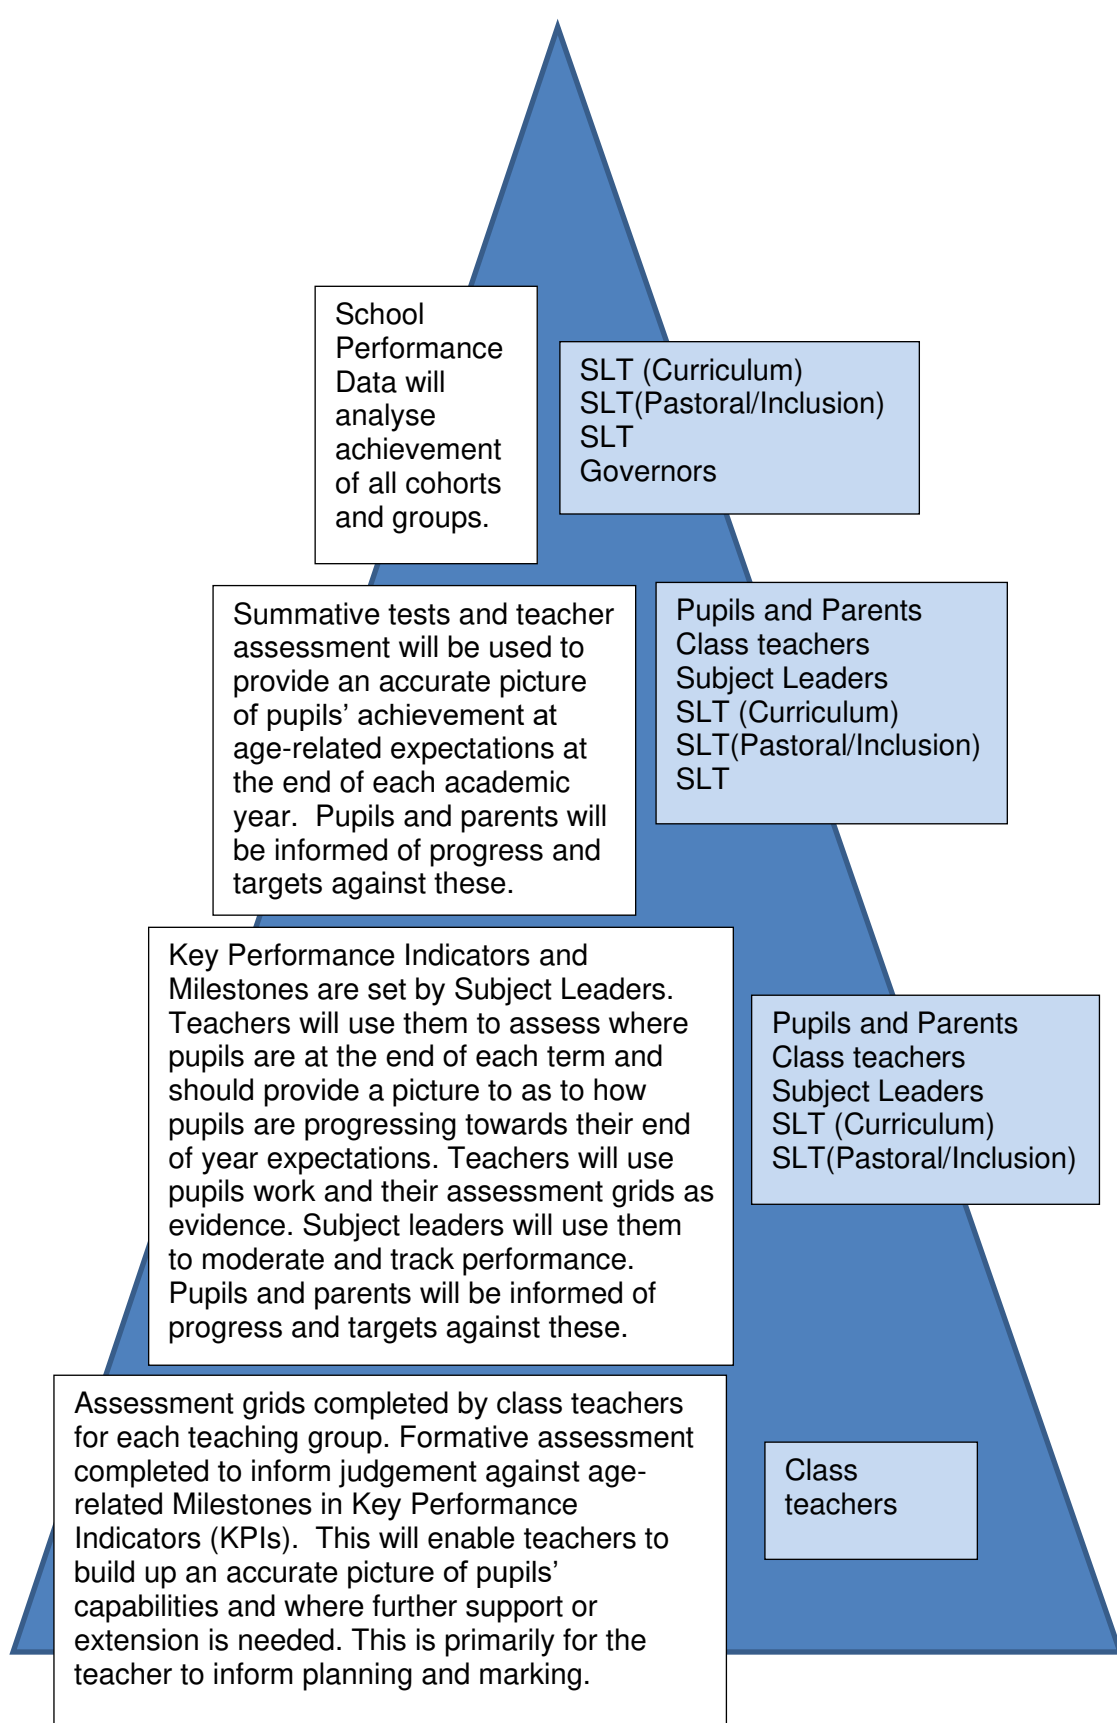 School
Performance
Data will
analyse
achievement
of all cohorts
and groups.
SLT (Curriculum)
SLT(Pastoral/Inclusion)
SLT
Governors
Summative tests and teacher
assessment will be used to
provide an accurate picture
of pupils’ achievement at
age-related expectations at
the end of each academic
year.  Pupils and parents will
be informed of progress and
targets against these.
Pupils and Parents
Class teachers
Subject Leaders
SLT (Curriculum)
SLT(Pastoral/Inclusion)
SLT
Key Performance Indicators and
Milestones are set by Subject Leaders.
Teachers will use them to assess where
pupils are at the end of each term and
should provide a picture to as to how
pupils are progressing towards their end
of year expectations. Teachers will use
pupils work and their assessment grids as
evidence. Subject leaders will use them
to moderate and track performance.
Pupils and parents will be informed of
progress and targets against these.
Pupils and Parents
Class teachers
Subject Leaders
SLT (Curriculum)
SLT(Pastoral/Inclusion)
Assessment grids completed by class teachers
for each teaching group. Formative assessment
completed to inform judgement against age-
related Milestones in Key Performance
Indicators (KPIs).  This will enable teachers to
build up an accurate picture of pupils’
capabilities and where further support or
extension is needed. This is primarily for the
teacher to inform planning and marking.
Class
teachers